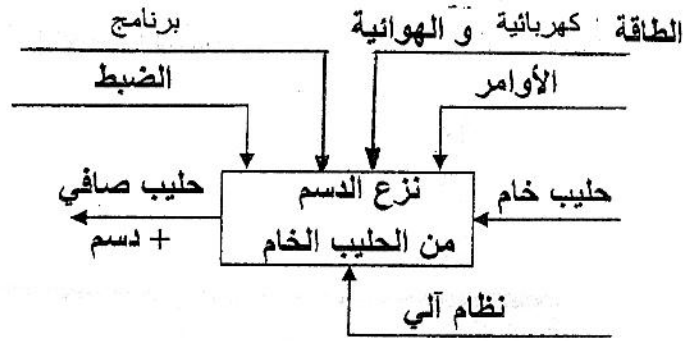 الطاقة كهربائية و الهوائية
برنامج
الأوامر
الضبط
حليب خام
نزع الدسم
من الحليب الخام
حليب صافي
+ دسم
نظام آلي